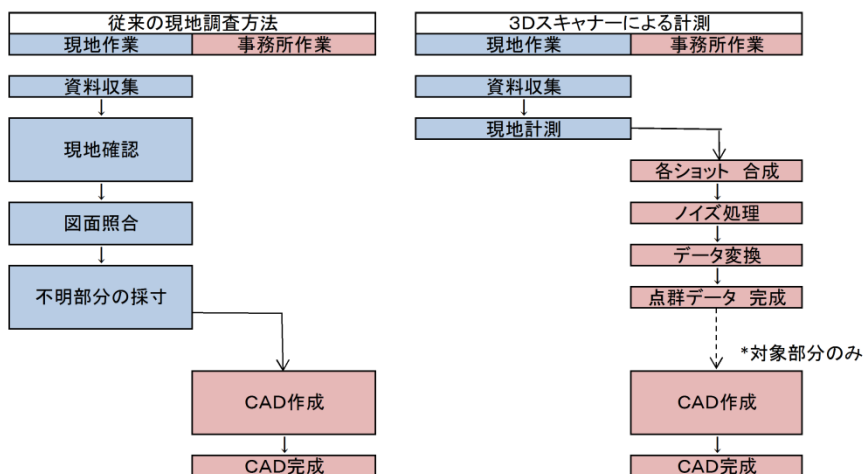 従来の現地調査方法
現地作業 事務所作業
資料収集
現地確認
図面照合
不明部分の採寸
CAD作成
CAD完成
3Dスキャナーによる計測
現地作業 事務所作業
資料収集
現地計測
各ショット 合成
ノイズ処理
データ変換
点群データ 完成
*対象部分のみ
CAD作成
CAD完成